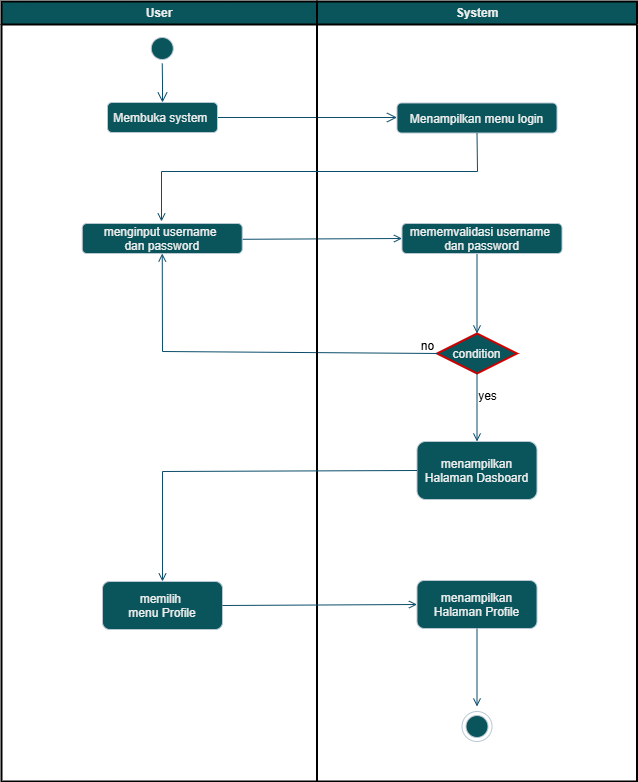 User
System
Membuka system
Menampilkan menu login
menginput username
dan password
mememvalidasi username
dan password
no
condition
yes
menampilkan
Halaman Dasboard
memilih
menu Profile
menampilkan
Halaman Profile